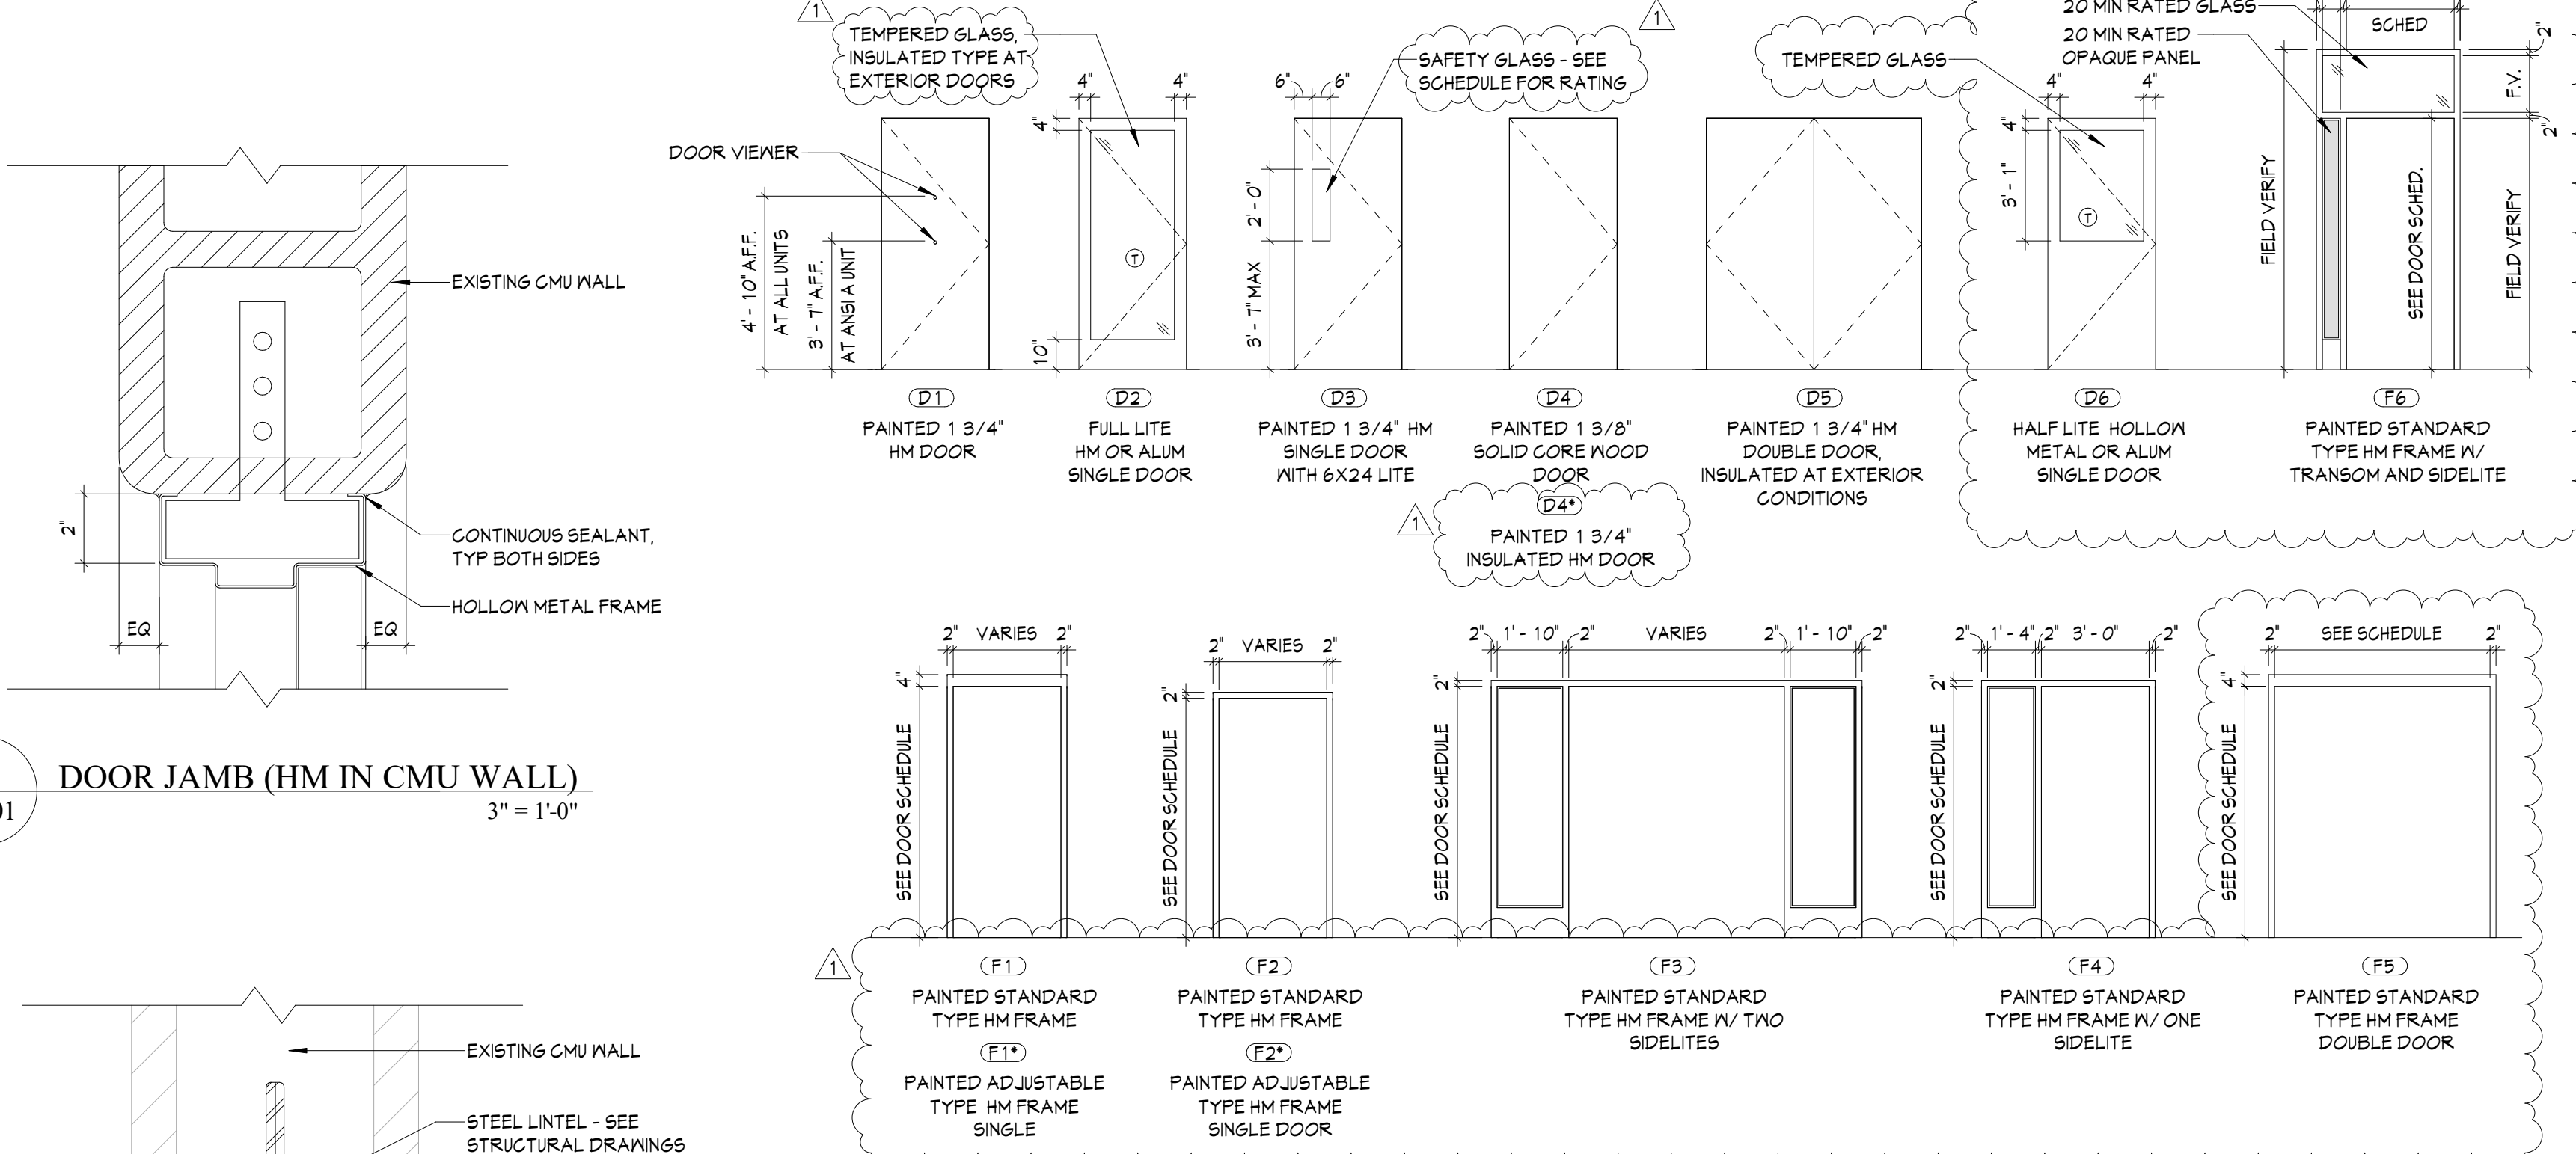 1
TEMPERED GLASS,
INSULATED TYPE AT
EXTERIOR DOORS
SAFETY GLASS - SEE
SCHEDULE FOR RATING
1
TEMPERED GLASS
20 MIN RATED GLASS
20 MIN RATED
OPAQUE PANEL
SCHED
2"
F.V.
2"
DOOR VIEWER
4' - 10" A.F.F.
AT ALL UNITS
3' - 7" A.F.F.
AT ANSI A UNIT
4"
4"
4"
10"
T
6"
6"
2' - 0"
3' - 7" MAX
4"
4"
4"
3' - 1"
T
FIELD VERIFY
SEE DOOR SCHED.
FIELD VERIFY
D1
PAINTED 1 3/4"
HM DOOR
D2
FULL LITE
HM OR ALUM
SINGLE DOOR
D3
PAINTED 1 3/4" HM
SINGLE DOOR
WITH 6X24 LITE
D4
PAINTED 1 3/8"
SOLID CORE WOOD
DOOR
D4*
PAINTED 1 3/4"
INSULATED HM DOOR
1
D5
PAINTED 1 3/4" HM
DOUBLE DOOR,
INSULATED AT EXTERIOR
CONDITIONS
D6
HALF LITE HOLLOW
METAL OR ALUM
SINGLE DOOR
F6
PAINTED STANDARD
TYPE HM FRAME W/
TRANSOM AND SIDELITE
EXISTING CMU WALL
2"
CONTINUOUS SEALANT,
TYP BOTH SIDES
HOLLOW METAL FRAME
EQ
EQ
01
DOOR JAMB (HM IN CMU WALL)
3" = 1'-0"
2" VARIES 2"
4"
SEE DOOR SCHEDULE
2" VARIES 2"
2"
SEE DOOR SCHEDULE
2" 1' - 10" 2" VARIES 2" 1' - 10" 2"
2"
SEE DOOR SCHEDULE
2" 1' - 4" 2" 3' - 0" 2"
2"
SEE DOOR SCHEDULE
2" SEE SCHEDULE 2"
4"
SEE DOOR SCHEDULE
1
F1
PAINTED STANDARD
TYPE HM FRAME
F1*
PAINTED ADJUSTABLE
TYPE HM FRAME
SINGLE
F2
PAINTED STANDARD
TYPE HM FRAME
F2*
PAINTED ADJUSTABLE
TYPE HM FRAME
SINGLE DOOR
F3
PAINTED STANDARD
TYPE HM FRAME W/ TWO
SIDELITES
F4
PAINTED STANDARD
TYPE HM FRAME W/ ONE
SIDELITE
F5
PAINTED STANDARD
TYPE HM FRAME
DOUBLE DOOR
EXISTING CMU WALL
STEEL LINTEL - SEE
STRUCTURAL DRAWINGS